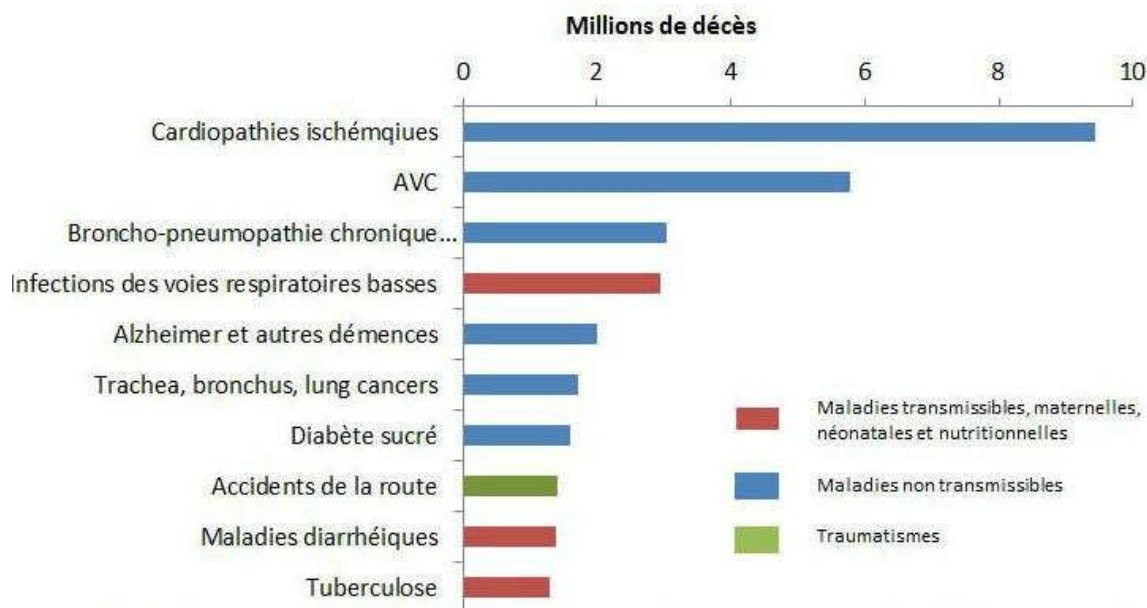 Millions de décès
0 2 4 6 8 10
Cardiopathies ischémqiues
AVC
Broncho-pneumopathie chronique...
Infections des voies respiratoires basses
Alzheimer et autres démences
Trachea, bronchus, lung cancers
Diabète sucré
Accidents de la route
Maladies diarrhéiques
Tuberculose
Maladies transmissibles, maternelles,
néonatales et nutritionnelles
Maladies non transmissibles
Traumatismes